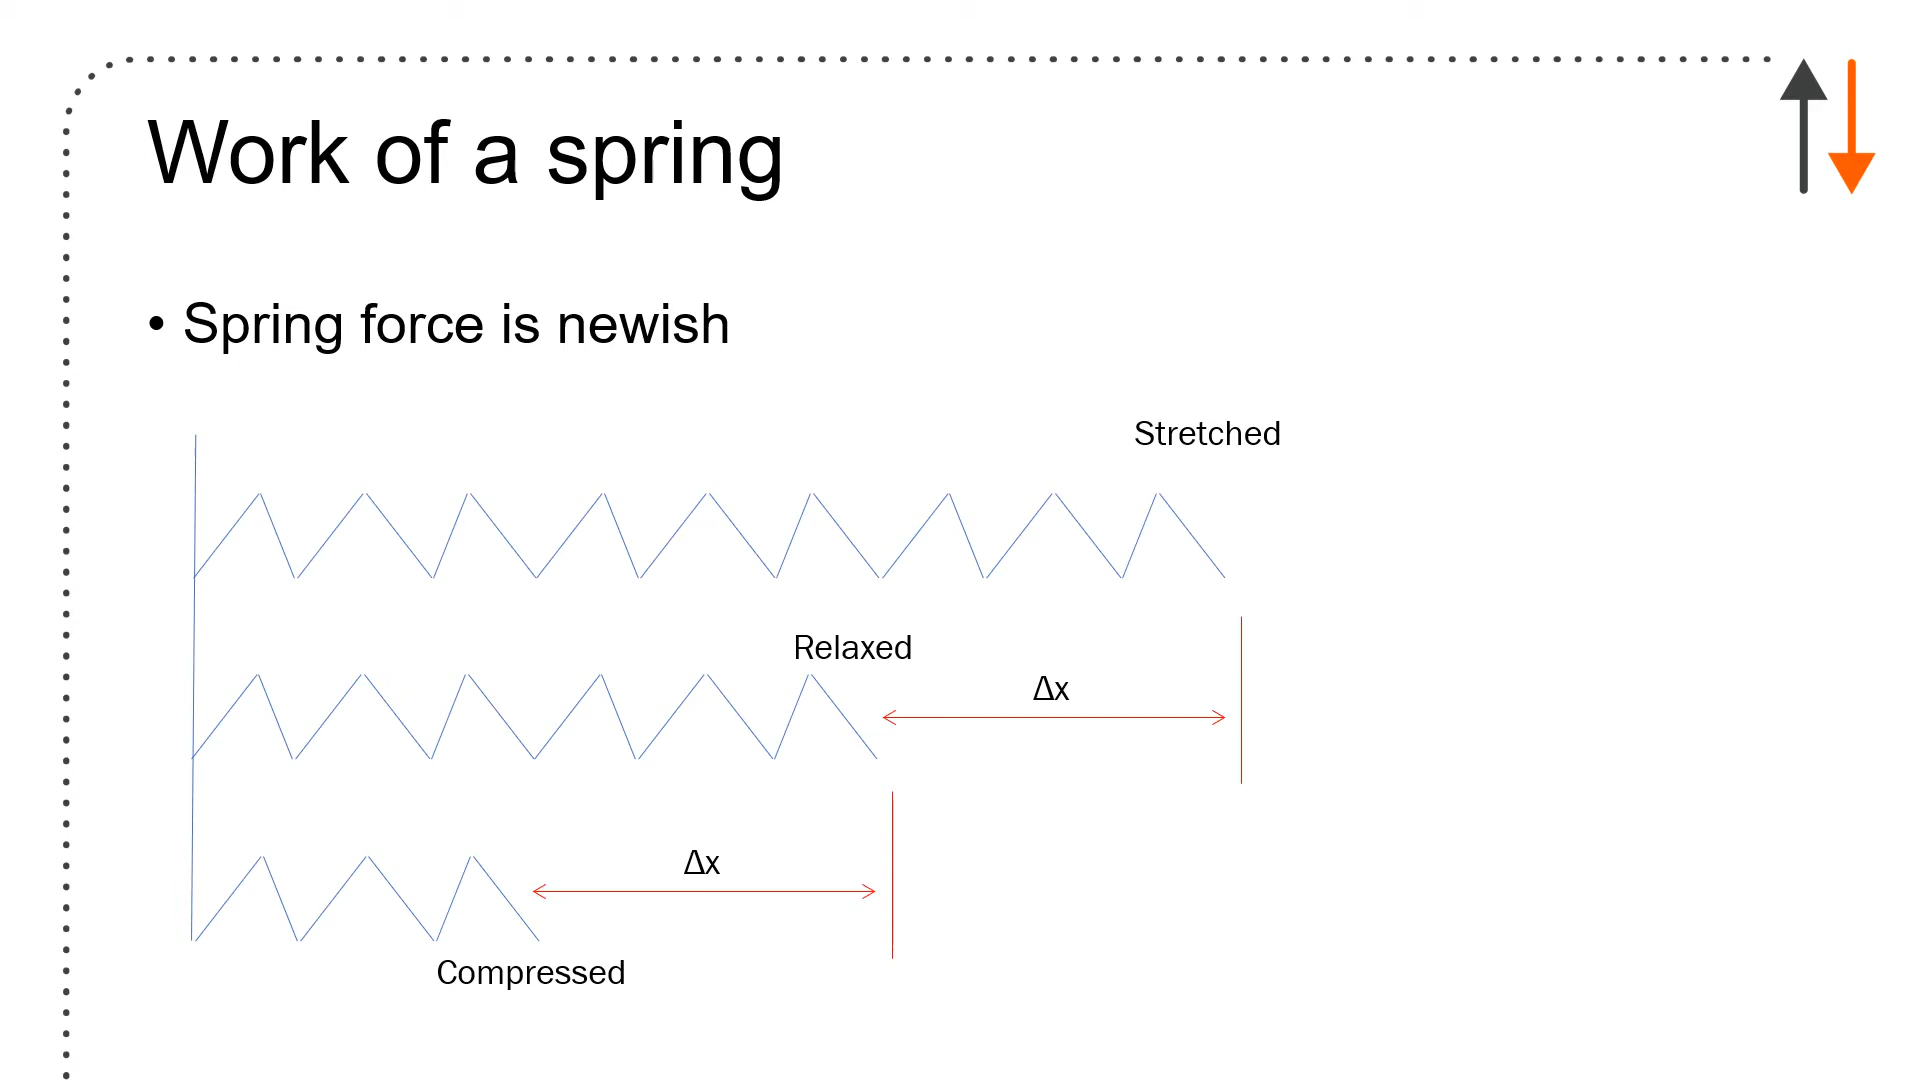 Work of a spring
• Spring force is newish
Stretched
Relaxed
Δx
Δx
Compressed